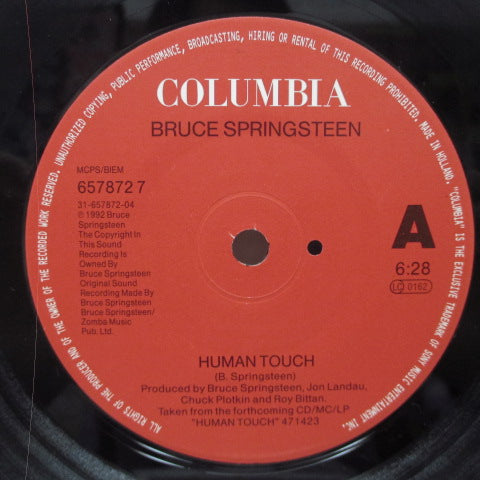 ALL RIGHTS OF THE PRODUCER AND OF THE OWNER OF THE RECORDED WORK RESERVED. UNAUTHORIZED COPYING, PUBLIC PERFORMANCE, BROADCASTING, HIRING OR RENTAL OF THIS RECORDING PROHIBITED. MADE IN HOLLAND. "COLUMBIA" IS THE EXCLUSIVE TRADEMARK OF SONY MUSIC ENTERTAINMENT INC.
COLUMBIA
BRUCE SPRINGSTEEN
MCPS/BIEM
657872 7
31-657872-04
℗ 1992 Bruce
Springsteen
The Copyright In
This Sound
Recording Is
Owned By
Bruce Springsteen
Original Sound
Recording Made By
Bruce Springsteen
Bruce Springsteen/
Zomba Music
Pub. Ltd.
A
6:28
LC 0162
HUMAN TOUCH
(B. Springsteen)
Produced by Bruce Springsteen, Jon Landau,
Chuck Plotkin and Roy Bittan.
Taken from the forthcoming CD/MC/LP
"HUMAN TOUCH" 471423